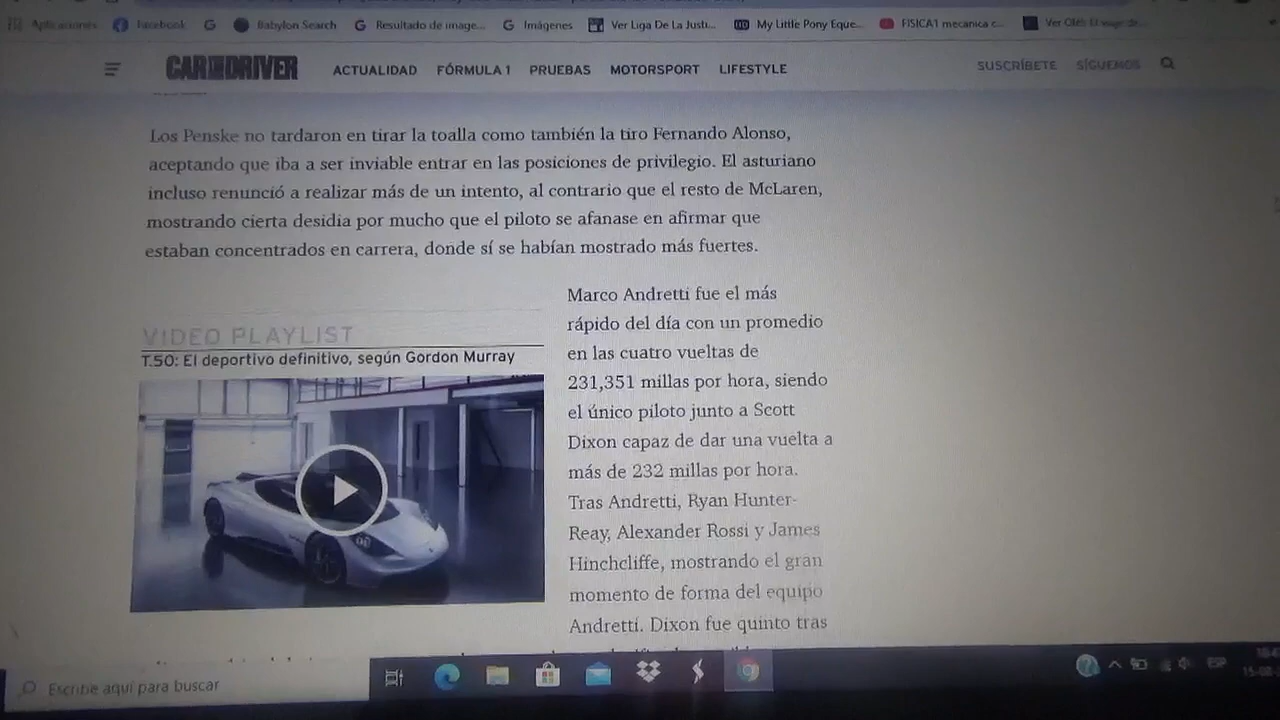 Aplicaciones Facebook Babylon Search Resultado de image... Imágenes Ver Liga De La Justi... My Little Pony Eque... FISICA1 mecanica c...
CAR AND DRIVER ACTUALIDAD FÓRMULA 1 PRUEBAS MOTORSPORT LIFESTYLE SUSCRÍBETE SÍGUENOS
Los Penske no tardaron en tirar la toalla como también la tiro Fernando Alonso,
aceptando que iba a ser inviable entrar en las posiciones de privilegio. El asturiano
incluso renunció a realizar más de un intento, al contrario que el resto de McLaren,
mostrando cierta desidia por mucho que el piloto se afanase en afirmar que
estaban concentrados en carrera, donde sí se habían mostrado más fuertes.
VIDEO PLAYLIST
T.50: El deportivo definitivo, según Gordon Murray
Marco Andretti fue el más
rápido del día con un promedio
en las cuatro vueltas de
231,351 millas por hora, siendo
el único piloto junto a Scott
Dixon capaz de dar una vuelta a
más de 232 millas por hora.
Tras Andretti, Ryan Hunter-
Reay, Alexander Rossi y James
Hinchcliffe, mostrando el gran
momento de forma del equipo
Andretti. Dixon fue quinto tras
Escribe aquí para buscar
ESP